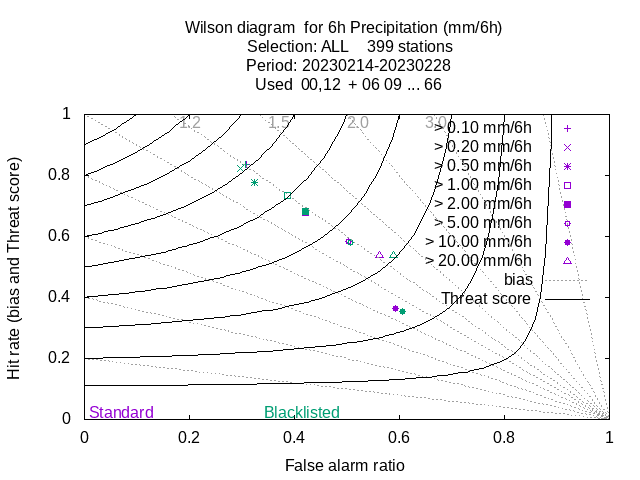 Wilson diagram  for 6h Precipitation (mm/6h)
Selection: ALL    399 stations
Period: 20230214-20230228
Used  00,12  + 06 09 ... 66
Hit rate (bias and Threat score)
1
0.8
0.6
0.4
0.2
0
1.2
1.5
2.0
3.0
> 0.10 mm/6h
> 0.20 mm/6h
> 0.50 mm/6h
> 1.00 mm/6h
> 2.00 mm/6h
> 5.00 mm/6h
> 10.00 mm/6h
> 20.00 mm/6h
bias
Threat score
Standard
Blacklisted
0 0.2 0.4 0.6 0.8 1
False alarm ratio